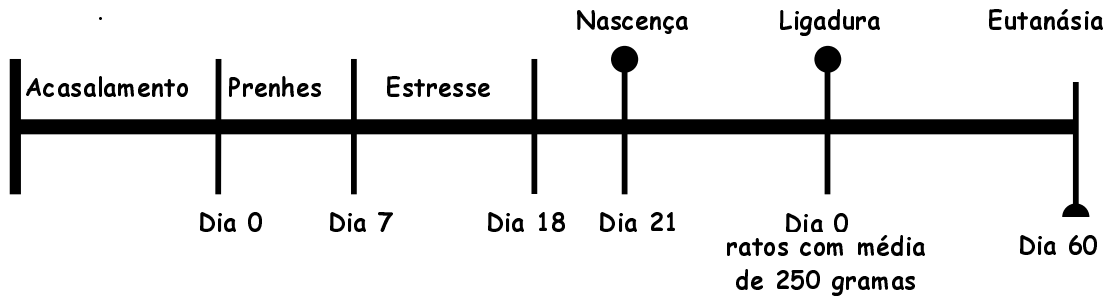 Nascença
Ligadura
Eutanásia
Acasalamento
Prenhes
Estresse
Dia 0
Dia 7
Dia 18
Dia 21
Dia 0
ratos com média
de 250 gramas
Dia 60